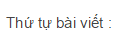 Thứ tự bài viết :